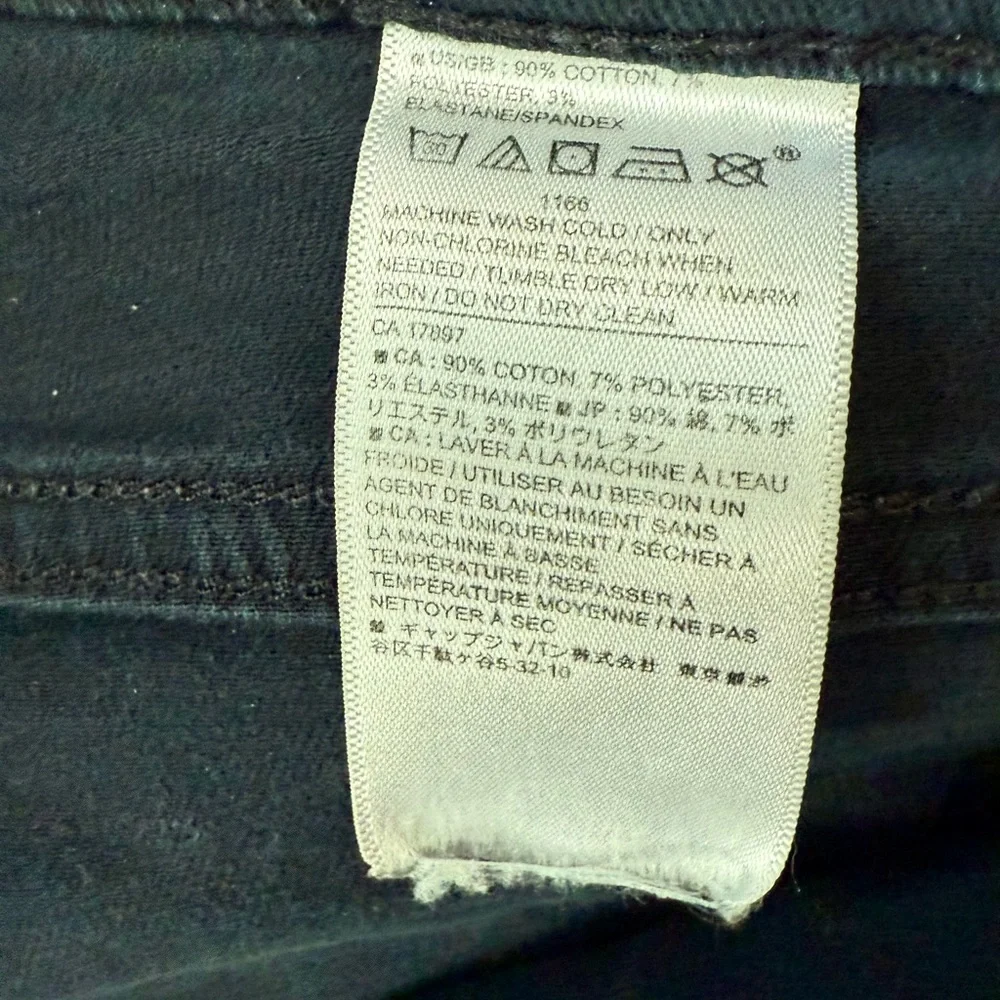 US/GB : 90% COTTON, 7%
POLYESTER, 3%
ELASTANE/SPANDEX
30
®
1166
MACHINE WASH COLD / ONLY
NON-CHLORINE BLEACH WHEN
NEEDED / TUMBLE DRY LOW / WARM
IRON / DO NOT DRY CLEAN
CA 17897
CA : 90% COTON, 7% POLYESTER,
3% ÉLASTHANNE JP : 90% 綿, 7% ポ
リエステル, 3% ポリウレタン
CA : LAVER À LA MACHINE À L'EAU
FROIDE / UTILISER AU BESOIN UN
AGENT DE BLANCHIMENT SANS
CHLORE UNIQUEMENT / SÉCHER À
LA MACHINE À BASSE
TEMPÉRATURE / REPASSER À
TEMPÉRATURE MOYENNE / NE PAS
NETTOYER À SEC
ギャップジャパン株式会社 東京都渋
谷区千駄ヶ谷5-32-10